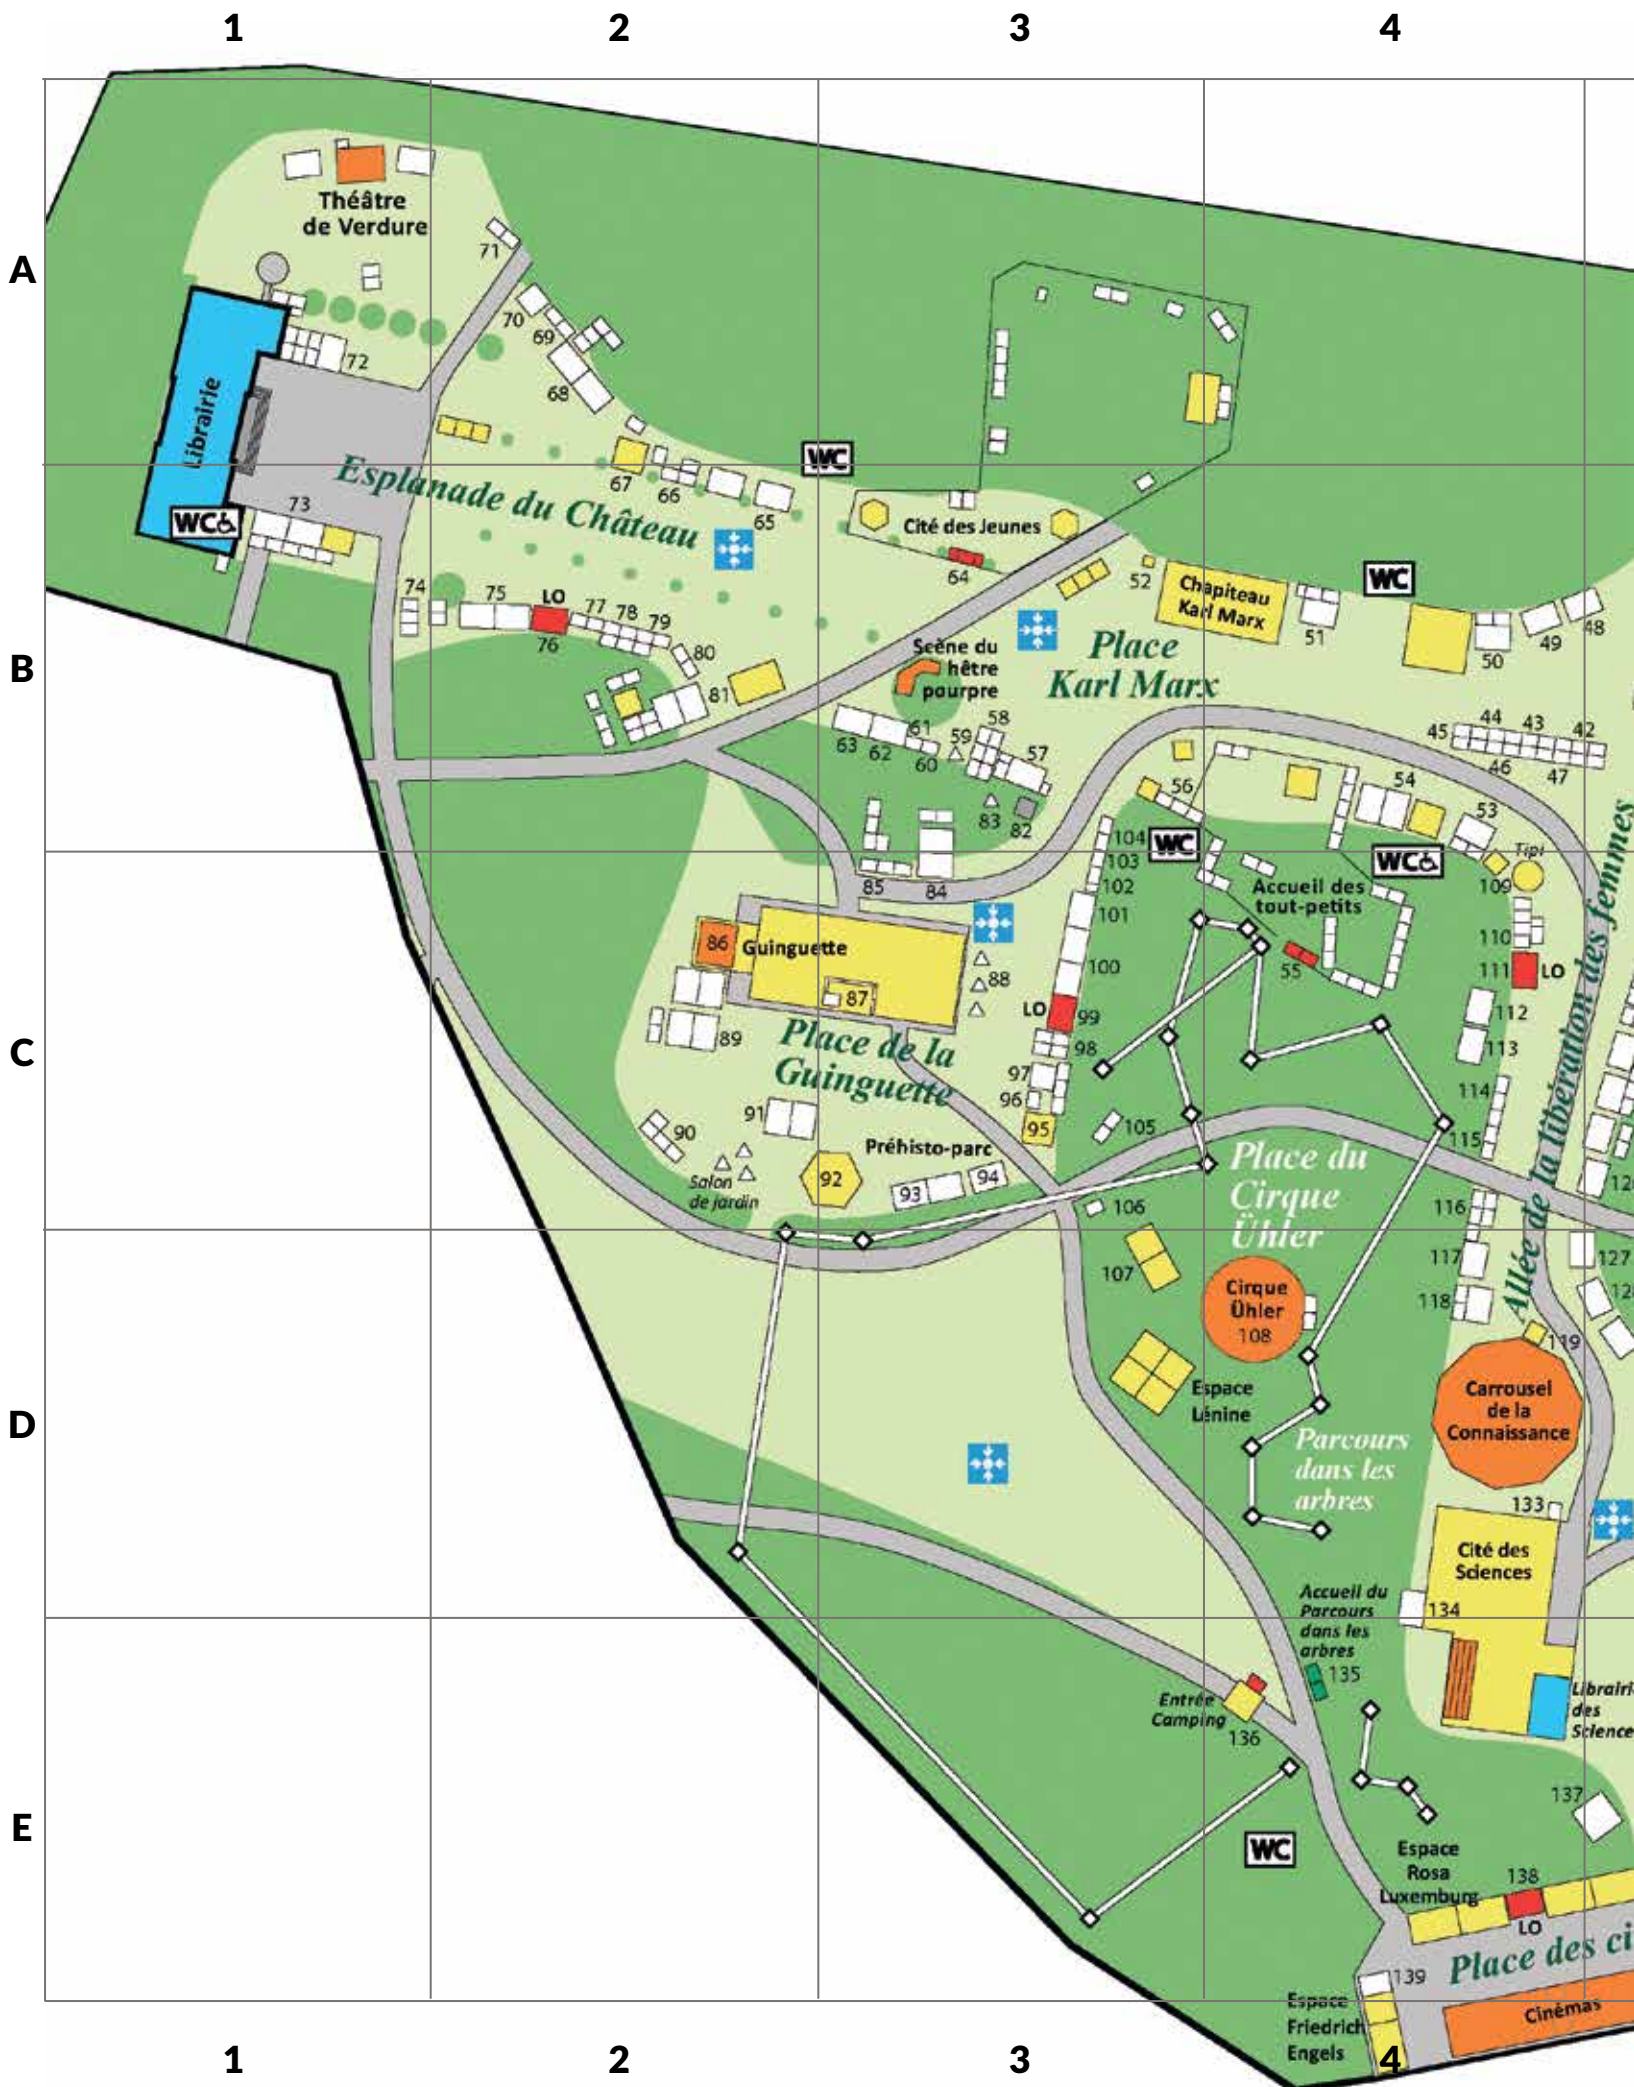 1
2
3
4
A
Théâtre
de Verdure
71
70
69
68
72
Librairie
67
66
65
WC
WC
73
Esplanade du Château
Cité des Jeunes
64
52
Chapiteau
Karl Marx
WC
51
50
49
48
B
74
75
LO
76
77
78
79
80
81
Scène du
hêtre
pourpre
Place
Karl Marx
63
62
61
60
59
58
57
56
83
82
45
44
43
42
46
47
54
53
Tipi
WC
WC
104
103
102
101
100
85
84
109
Accueil des
tout-petits
110
55
111
LO
112
113
86
Guinguette
87
88
LO
99
98
97
96
95
89
C
Place de la
Guinguette
91
90
Salon
de jardin
92
Préhisto-parc
93
94
105
106
114
115
116
Place du
Cirque
Ühler
Allée de la libération des femmes
117
118
127
119
107
Cirque
Ühler
108
Espace
Lénine
D
Carrousel
de la
Connaissance
Parcours
dans les
arbres
133
Cité des
Sciences
134
Accueil du
Parcours
dans les
arbres
135
Entrée
Camping
136
137
E
WC
Espace
Rosa
Luxemburg
138
LO
Place des ci
139
Espace
Friedrich
Engels
Cinémas
1
2
3
4